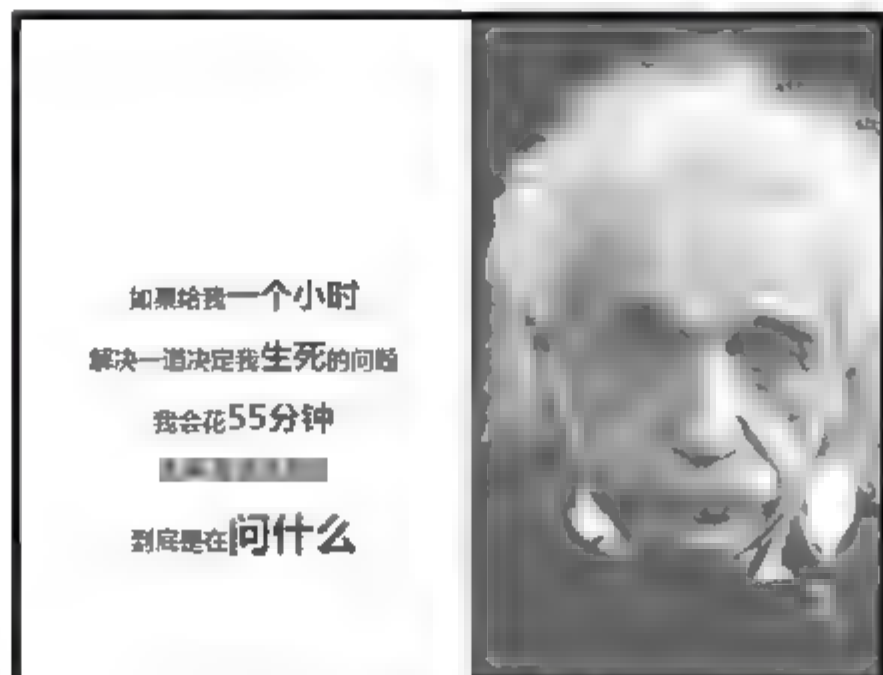 如果给我一个小时
解决一道决定我生死的问题
我会花55分钟
到底是在问什么